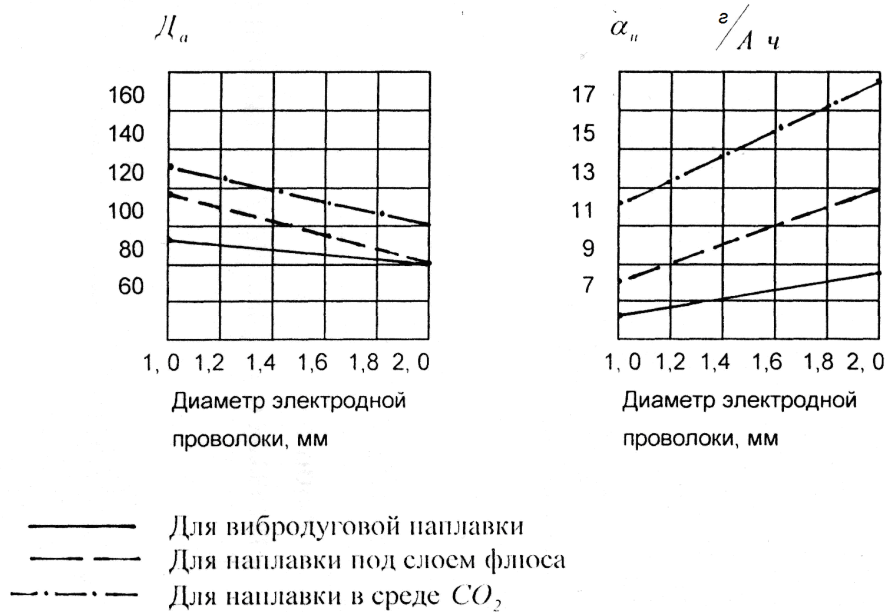 Да
160
140
120
100
80
60
1, 0 1,2 1,4 1,6 1,8 2, 0
Диаметр электродной
проволоки, мм
αн г/А ч
17
15
13
11
9
7
1, 0 1,2 1,4 1,6 1,8 2, 0
Диаметр электродной
проволоки, мм
Для вибродуговой наплавки
Для наплавки под слоем флюса
Для наплавки в среде CO2